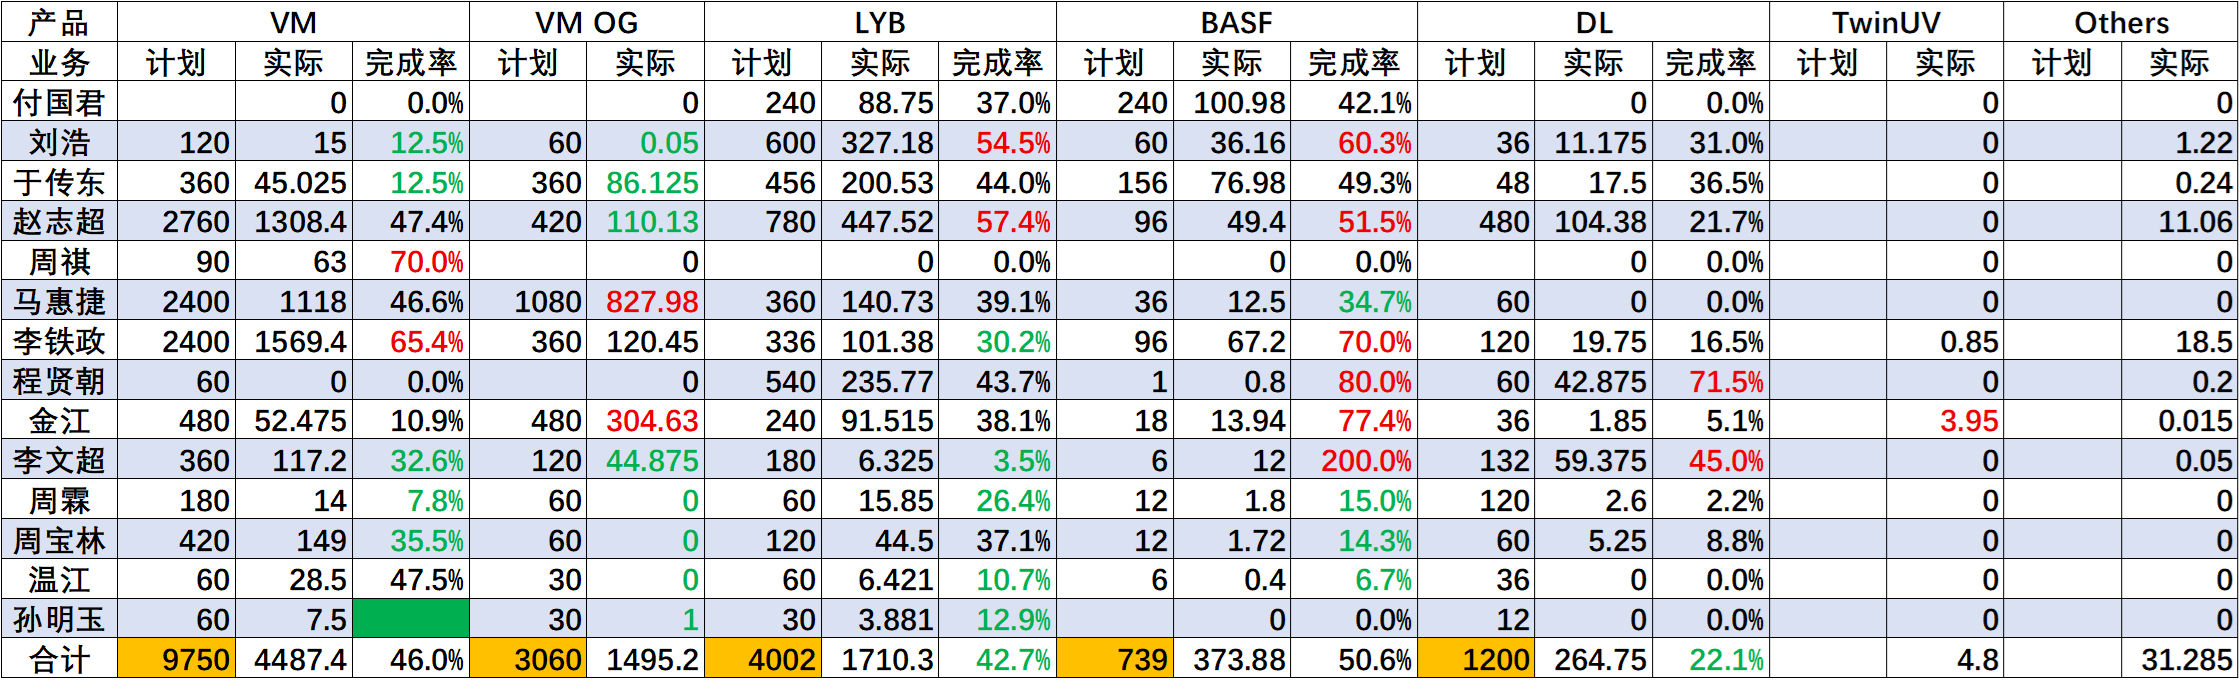 产品 VM VM OG LYB BASF DL TwinUV Others
业务 计划 实际 完成率 计划 实际 计划 实际 完成率 计划 实际 完成率 计划 实际 完成率 计划 实际 计划 实际
付国君 0 0.0% 0 240 88.75 37.0% 240 100.98 42.1% 0 0.0% 0 0
刘浩 120 15 12.5% 60 0.05 600 327.18 54.5% 60 36.16 60.3% 36 11.175 31.0% 0 1.22
于传东 360 45.025 12.5% 360 86.125 456 200.53 44.0% 156 76.98 49.3% 48 17.5 36.5% 0 0.24
赵志超 2760 1308.4 47.4% 420 110.13 780 447.52 57.4% 96 49.4 51.5% 480 104.38 21.7% 0 11.06
周祺 90 63 70.0% 0 0 0.0% 0 0.0% 0 0.0% 0 0
马惠捷 2400 1118 46.6% 1080 827.98 360 140.73 39.1% 36 12.5 34.7% 60 0 0.0% 0 0
李铁政 2400 1569.4 65.4% 360 120.45 336 101.38 30.2% 96 67.2 70.0% 120 19.75 16.5% 0.85 18.5
程贤朝 60 0 0.0% 0 540 235.77 43.7% 1 0.8 80.0% 60 42.875 71.5% 0 0.2
金江 480 52.475 10.9% 480 304.63 240 91.515 38.1% 18 13.94 77.4% 36 1.85 5.1% 3.95 0.015
李文超 360 117.2 32.6% 120 44.875 180 6.325 3.5% 6 12 200.0% 132 59.375 45.0% 0 0.05
周霖 180 14 7.8% 60 0 60 15.85 26.4% 12 1.8 15.0% 120 2.6 2.2% 0 0
周宝林 420 149 35.5% 60 0 120 44.5 37.1% 12 1.72 14.3% 60 5.25 8.8% 0 0
温江 60 28.5 47.5% 30 0 60 6.421 10.7% 6 0.4 6.7% 36 0 0.0% 0 0
孙明玉 60 7.5 30 1 30 3.881 12.9% 0 0.0% 12 0 0.0% 0 0
合计 9750 4487.4 46.0% 3060 1495.2 4002 1710.3 42.7% 739 373.88 50.6% 1200 264.75 22.1% 4.8 31.285